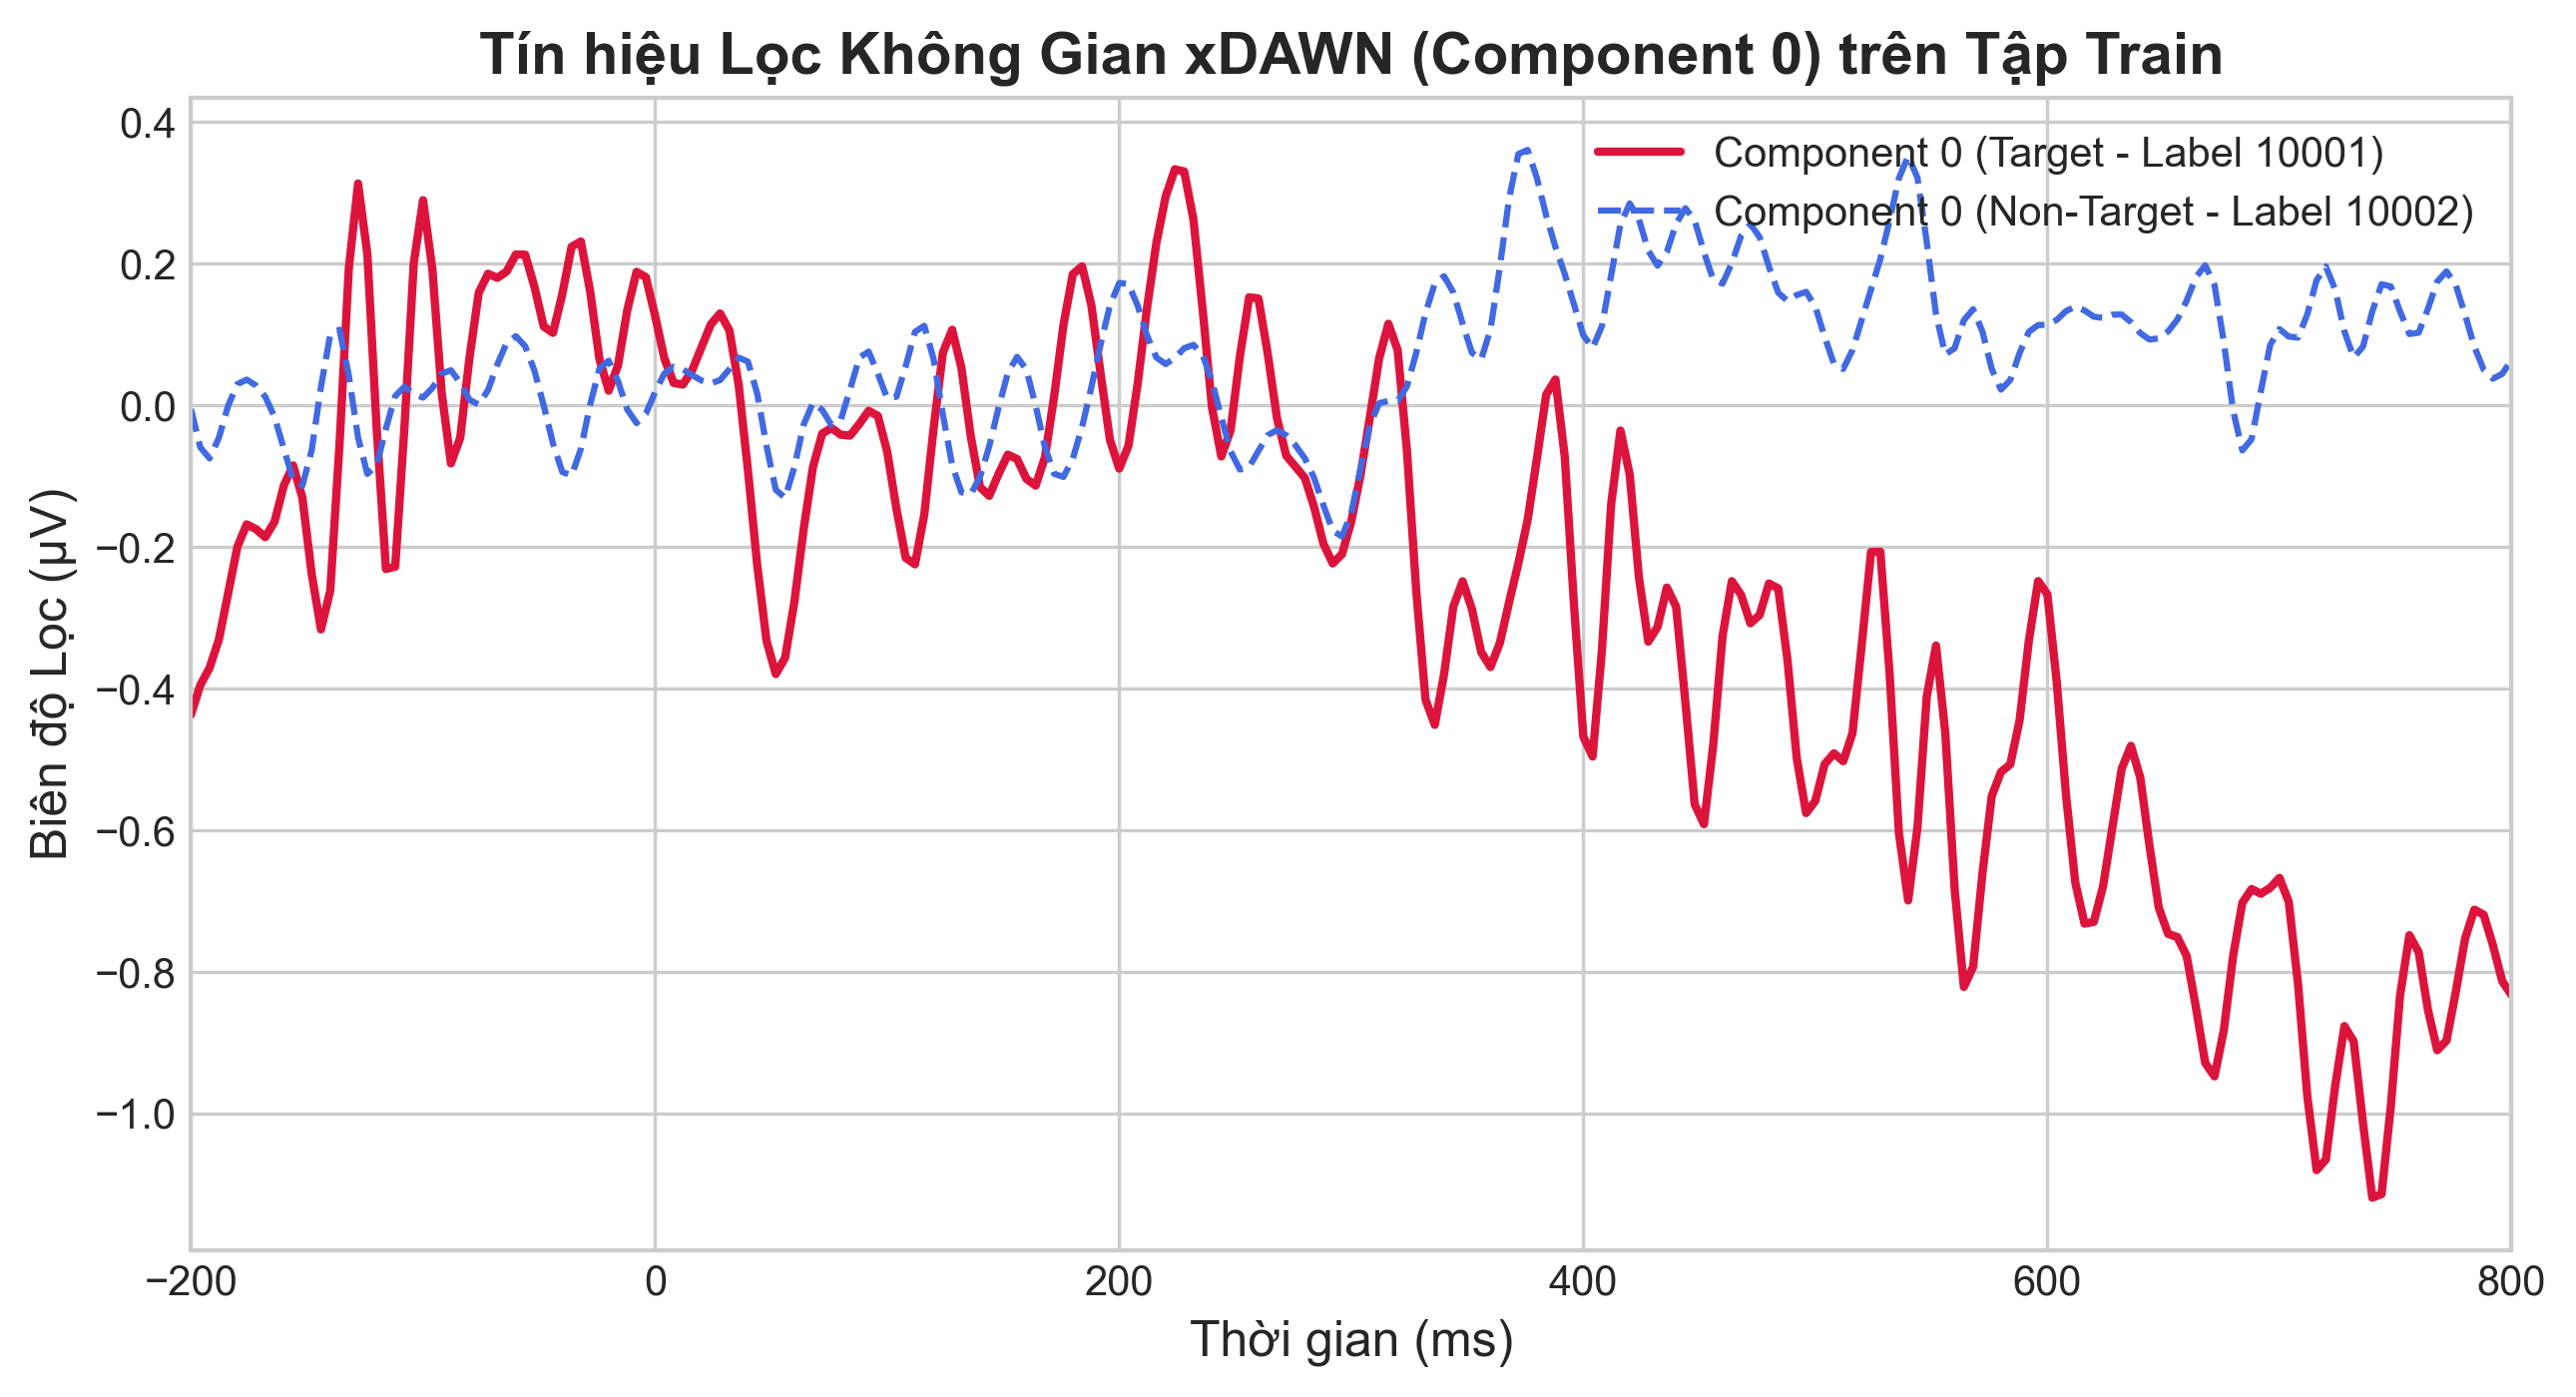 Tín hiệu Lọc Không Gian xDAWN (Component 0) trên Tập Train
Component 0 (Target - Label 10001)
Component 0 (Non-Target - Label 10002)
Biên độ Lọc (µV)
0.4
0.2
0.0
−0.2
−0.4
−0.6
−0.8
−1.0
−200 0 200 400 600 800
Thời gian (ms)